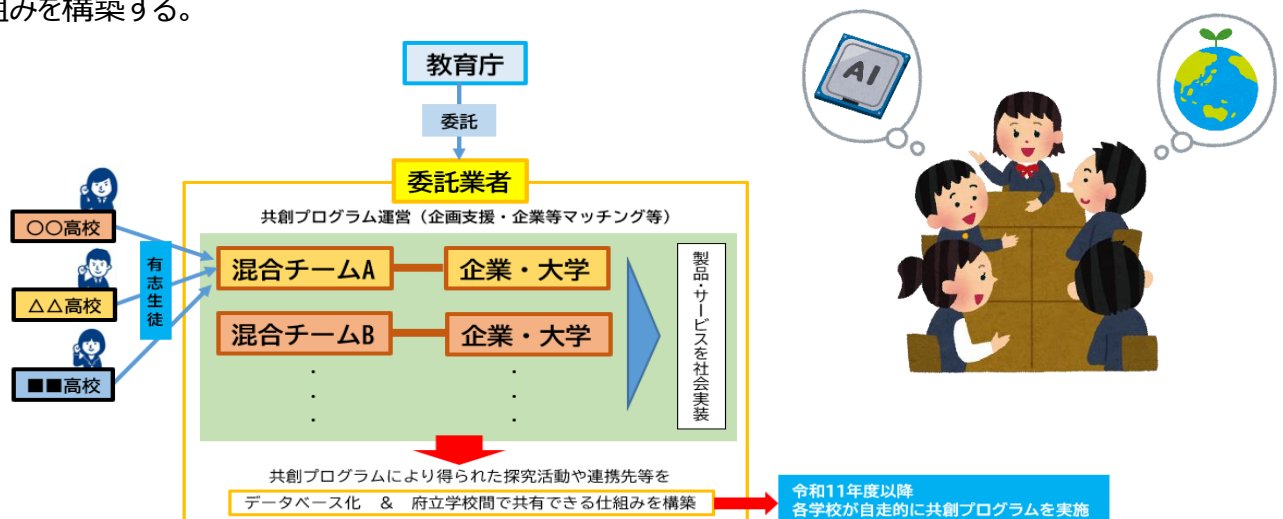 組みを構築する。
教育庁
委託
委託業者
共創プログラム運営（企画支援・企業等マッチング等）
〇〇高校
△△高校
■■高校
有志生徒
混合チームA
企業・大学
混合チームB
企業・大学
・
・
・
・
・
・
製品・サービスを社会実装
共創プログラムにより得られた探究活動や連携先等を
データベース化　＆　府立学校間で共有できる仕組みを構築
令和11年度以降
各学校が自走的に共創プログラムを実施
AI